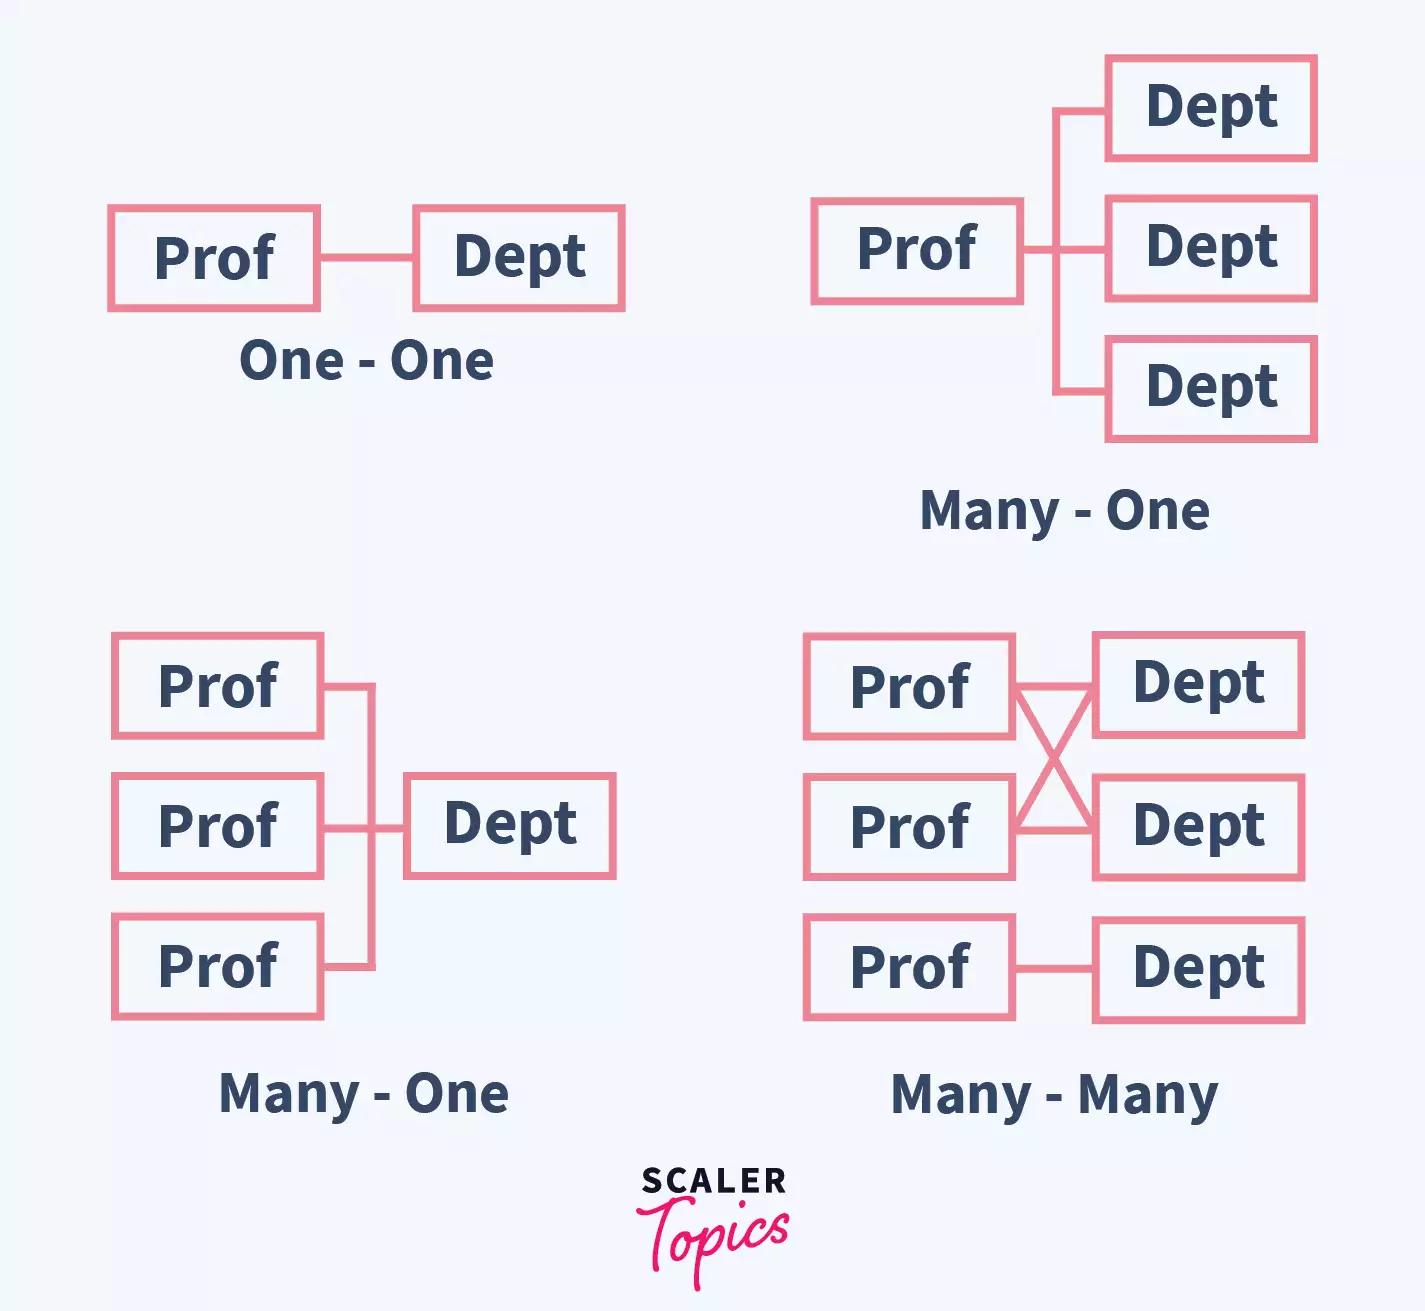 Prof Dept
One - One
Dept
Prof Dept
Dept
Many - One
Prof
Prof Dept
Prof
Many - One
Prof Dept
Prof Dept
Prof Dept
Many - Many
SCALER
Topics